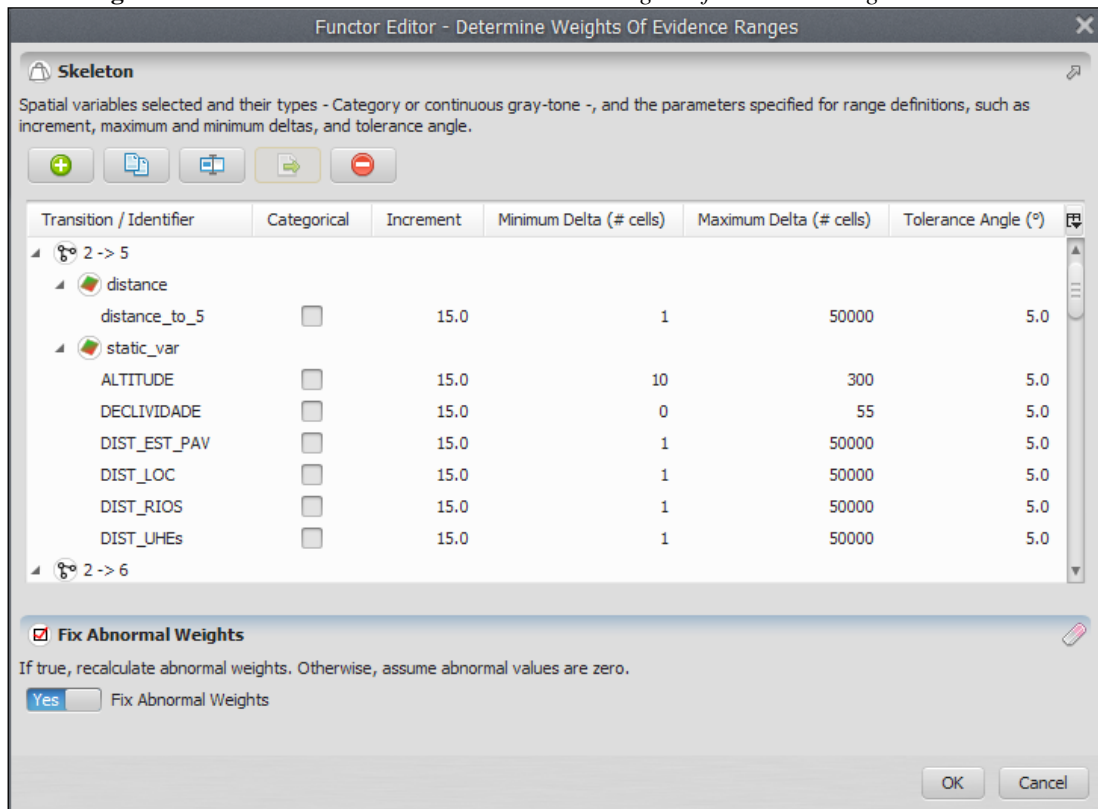 Functor Editor - Determine Weights Of Evidence Ranges
Skeleton
Spatial variables selected and their types - Category or continuous gray-tone -, and the parameters specified for range definitions, such as
increment, maximum and minimum deltas, and tolerance angle.
Transition / Identifier Categorical Increment Minimum Delta (# cells) Maximum Delta (# cells) Tolerance Angle (º)
2 -> 5
distance
distance_to_5 15.0 1 50000 5.0
static_var
ALTITUDE 15.0 10 300 5.0
DECLIVIDADE 15.0 0 55 5.0
DIST_EST_PAV 15.0 1 50000 5.0
DIST_LOC 15.0 1 50000 5.0
DIST_RIOS 15.0 1 50000 5.0
DIST_UHEs 15.0 1 50000 5.0
2 -> 6
Fix Abnormal Weights
If true, recalculate abnormal weights. Otherwise, assume abnormal values are zero.
Yes Fix Abnormal Weights
OK Cancel